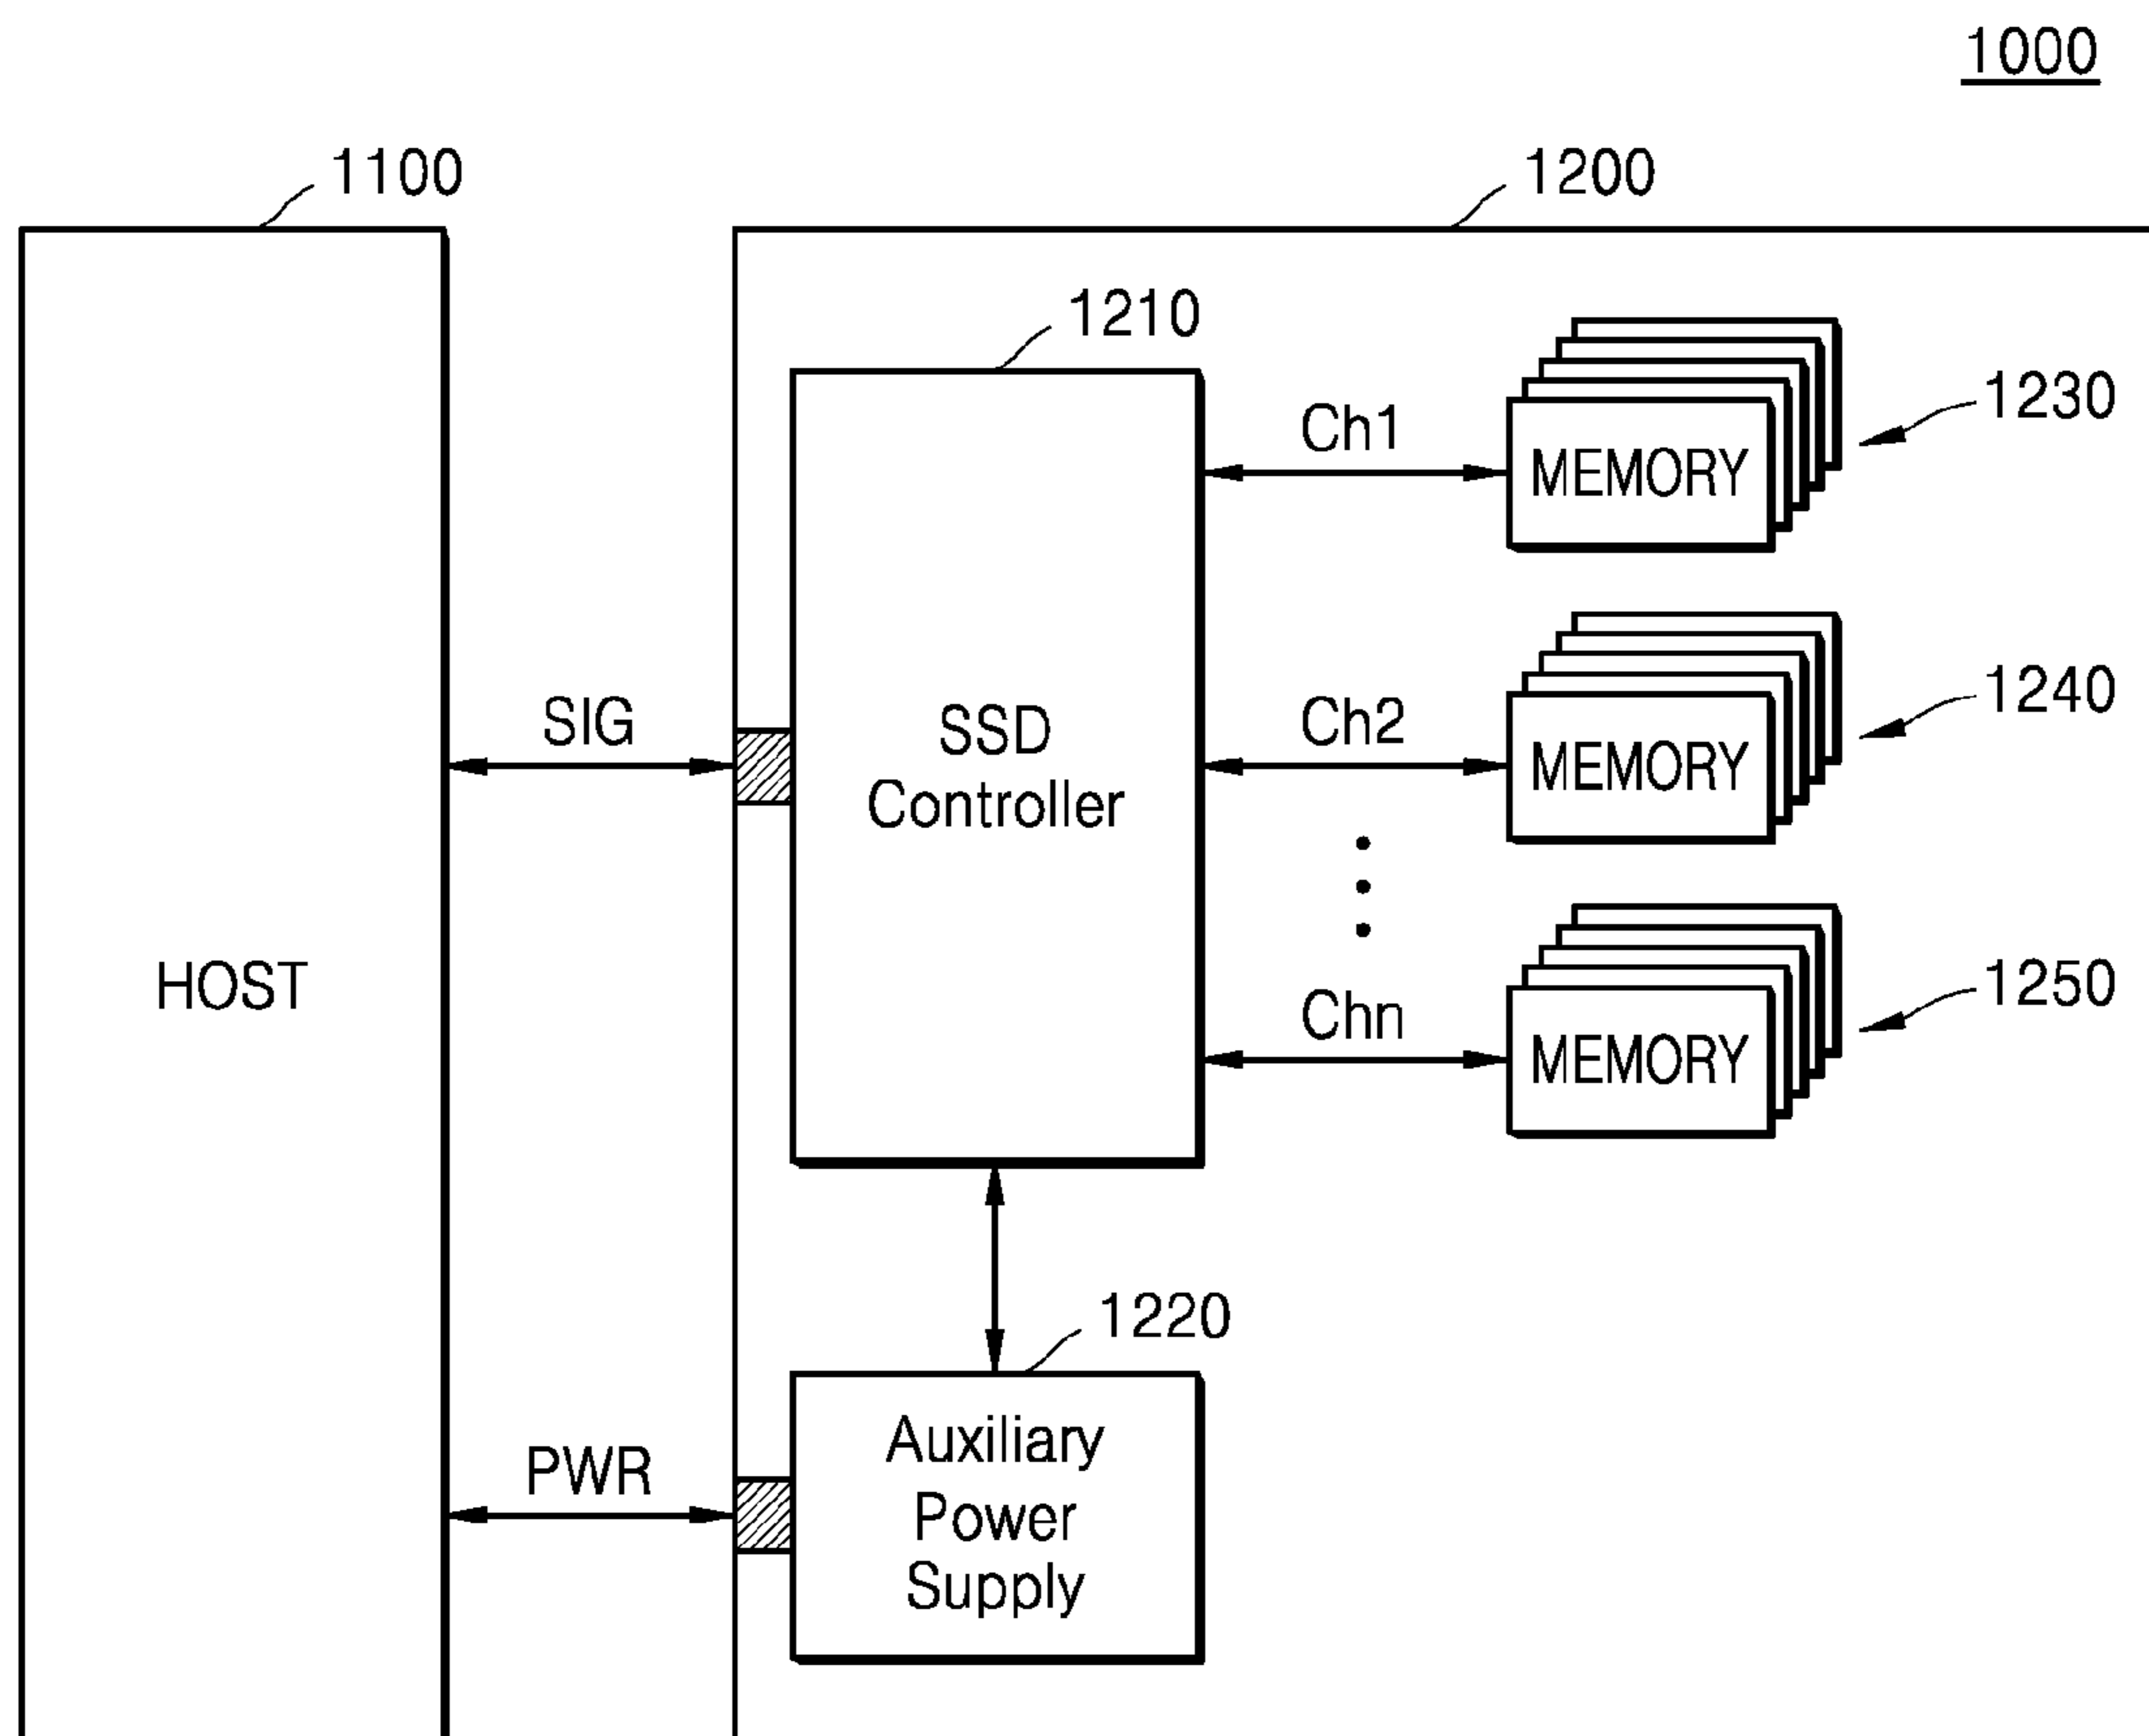 1000
1100
1200
1210
Ch1
MEMORY
1230
SIG
SSD
Controller
Ch2
MEMORY
1240
HOST
Chn
MEMORY
1250
1220
PWR
Auxiliary
Power
Supply